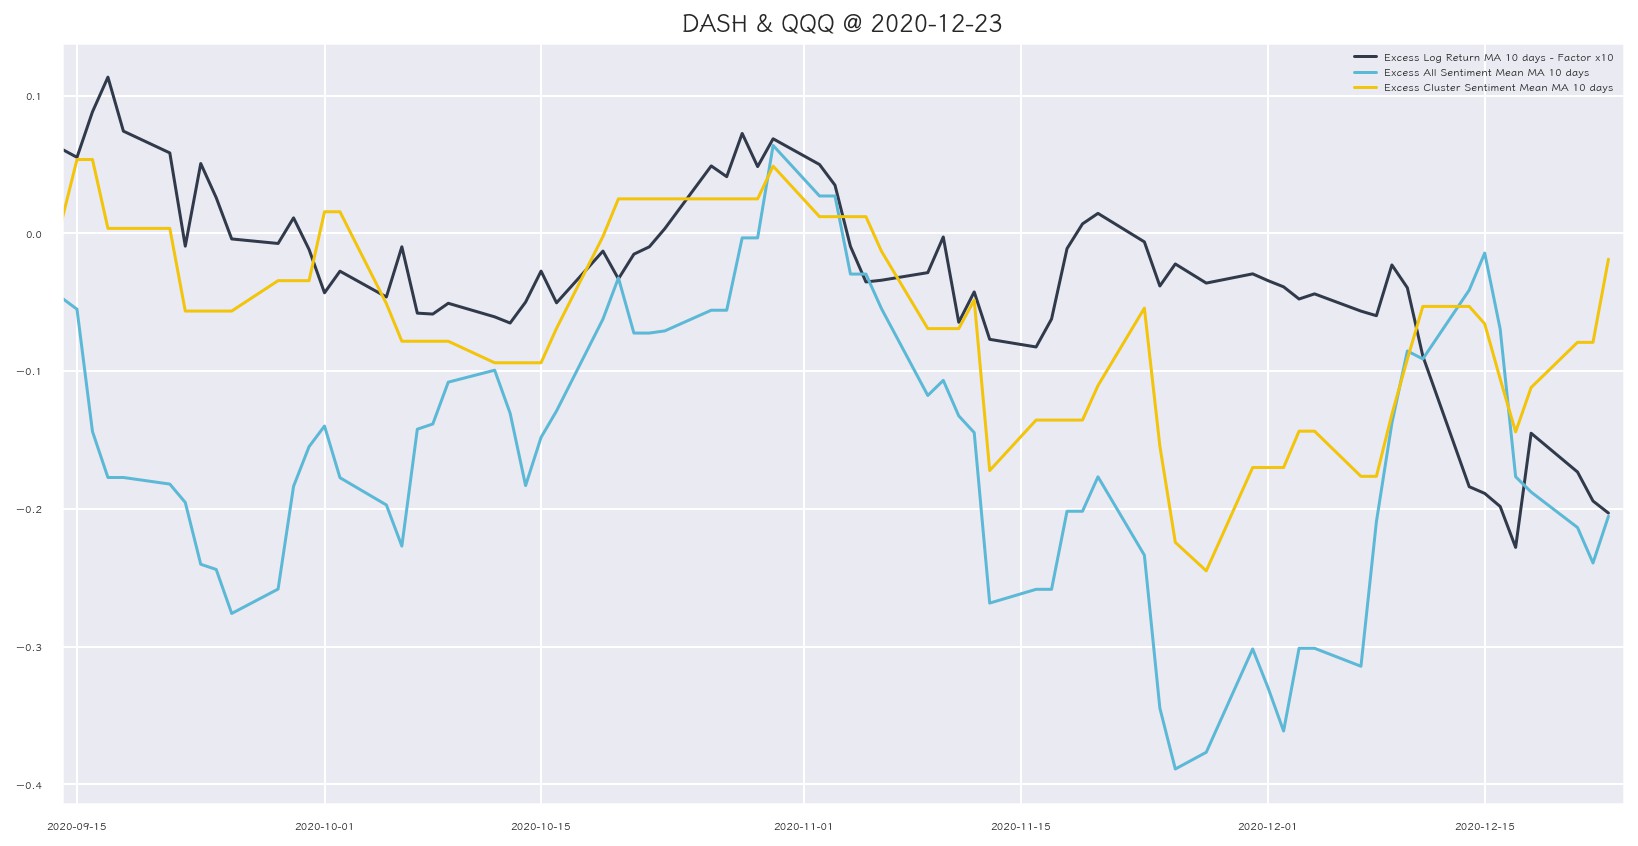 DASH & QQQ @ 2020-12-23
Excess Log Return MA 10 days - Factor x10
Excess All Sentiment Mean MA 10 days
Excess Cluster Sentiment Mean MA 10 days
0.1
0.0
−0.1
−0.2
−0.3
−0.4
2020-09-15 2020-10-01 2020-10-15 2020-11-01 2020-11-15 2020-12-01 2020-12-15